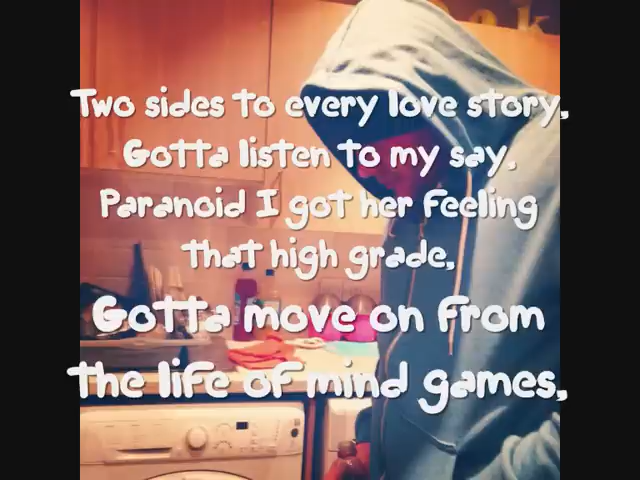 Two sides to every love story,
Gotta listen to my say.
Paranoid I got her feeling
that high grade,
Gotta move on from
the life of mind games,